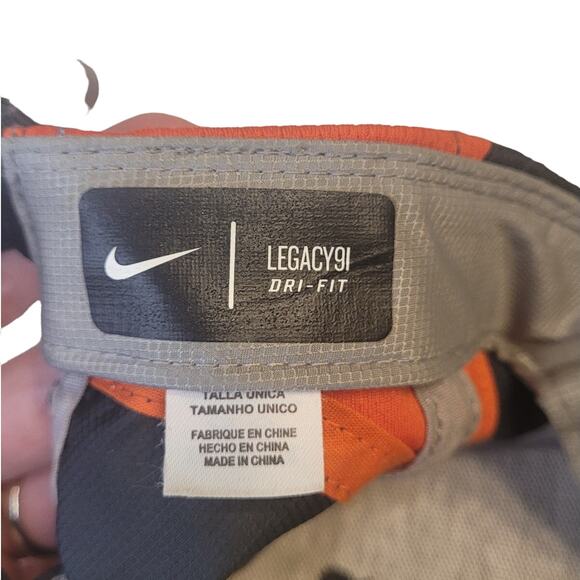 LEGACY91
DRI-FIT
TALLA UNICA
TAMANHO UNICO
FABRIQUE EN CHINE
HECHO EN CHINA
MADE IN CHINA